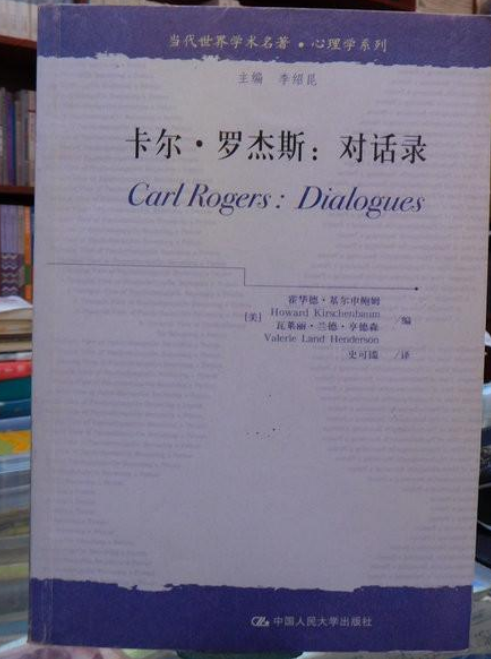 当代世界学术名著·心理学系列
主编 李绍昆
卡尔·罗杰斯：对话录
Carl Rogers: Dialogues
霍华德·基尔申鲍姆
[美] Howard Kirschenbaum /编
瓦莱丽·兰德·亨德森
Valerie Land Henderson
史可鉴 /译
中国人民大学出版社